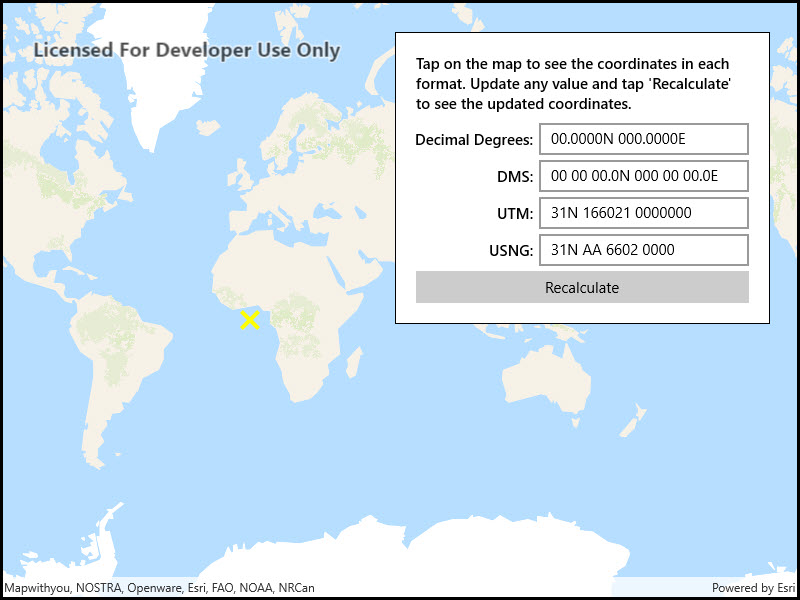 Licensed For Developer Use Only
Tap on the map to see the coordinates in each
format. Update any value and tap 'Recalculate'
to see the updated coordinates.
Decimal Degrees: 00.0000N 000.0000E
DMS: 00 00 00.0N 000 00 00.0E
UTM: 31N 166021 0000000
USNG: 31N AA 6602 0000
Recalculate
Mapwithyou, NOSTRA, Openware, Esri, FAO, NOAA, NRCan Powered by Esri